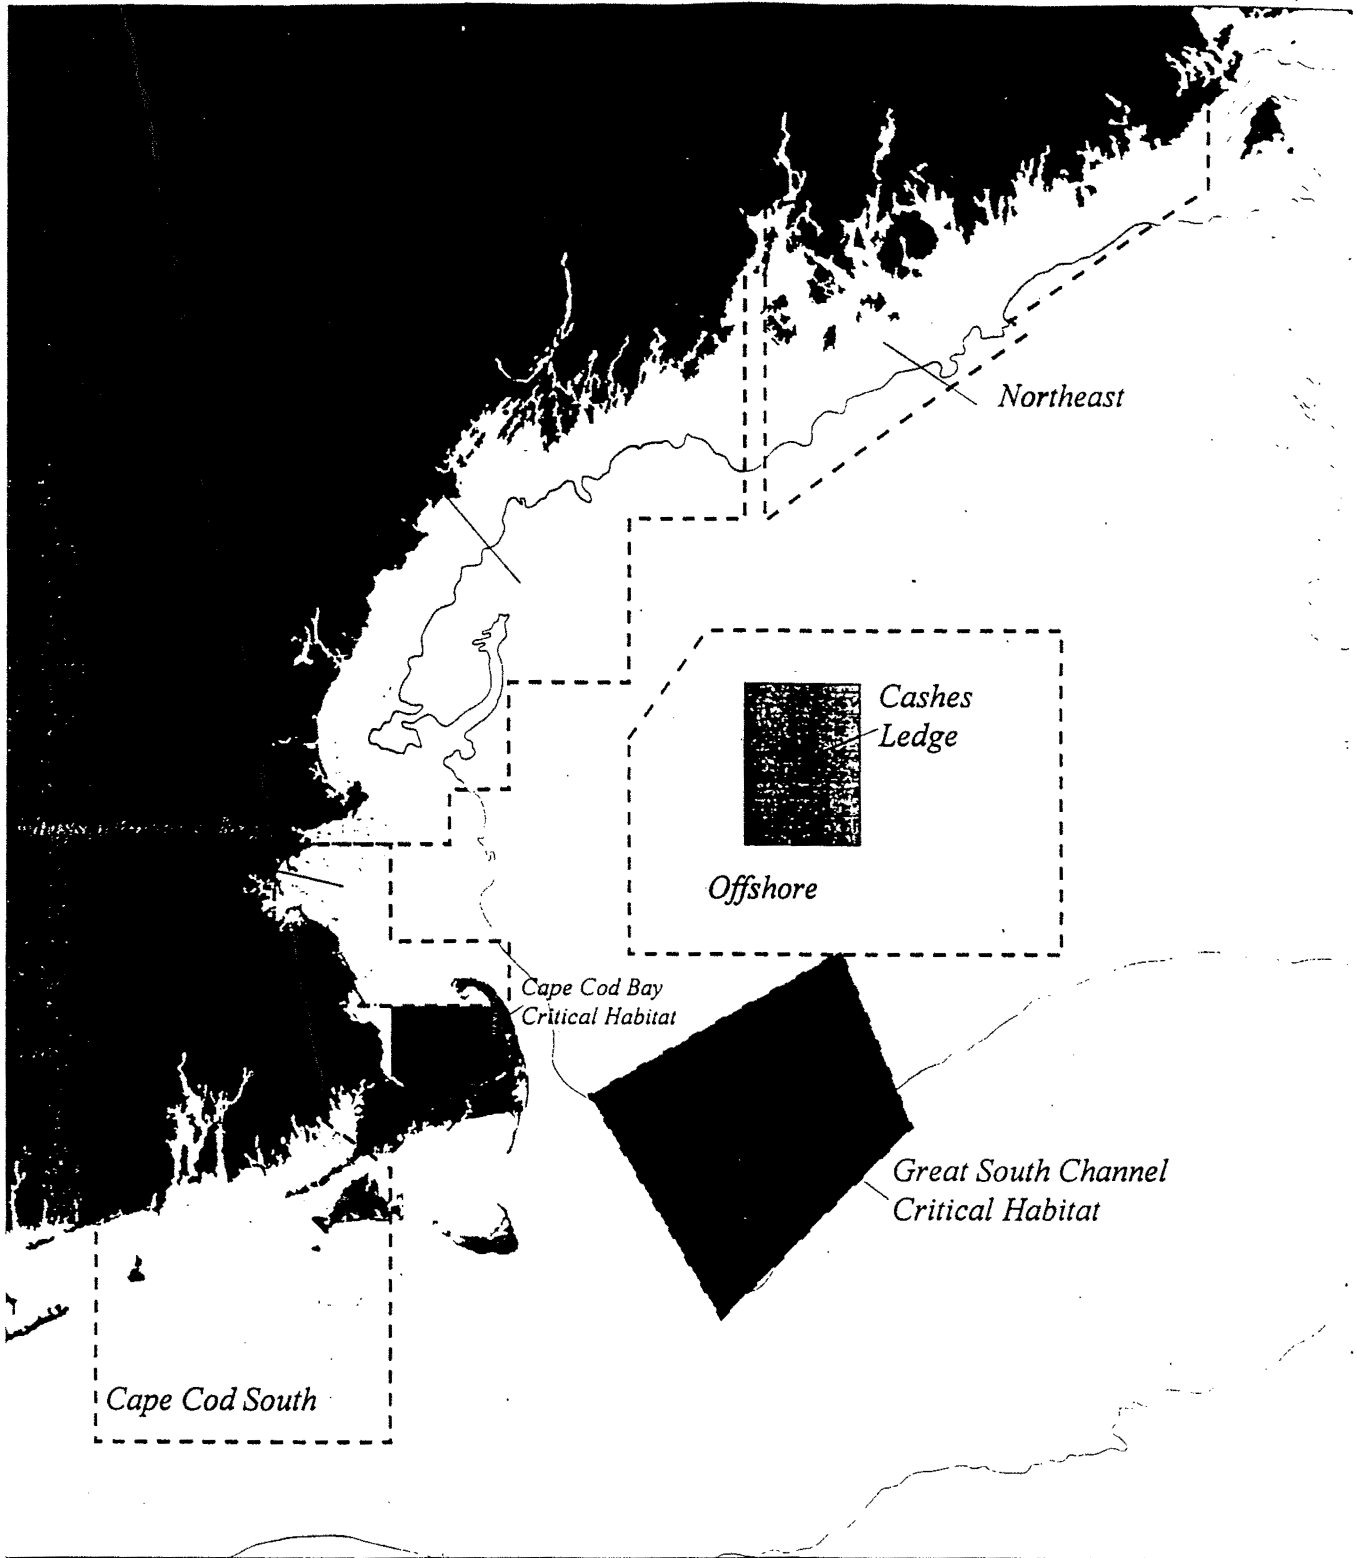 Northeast
Cashes
Ledge
Offshore
Cape Cod Bay
Critical Habitat
Great South Channel
Critical Habitat
Cape Cod South